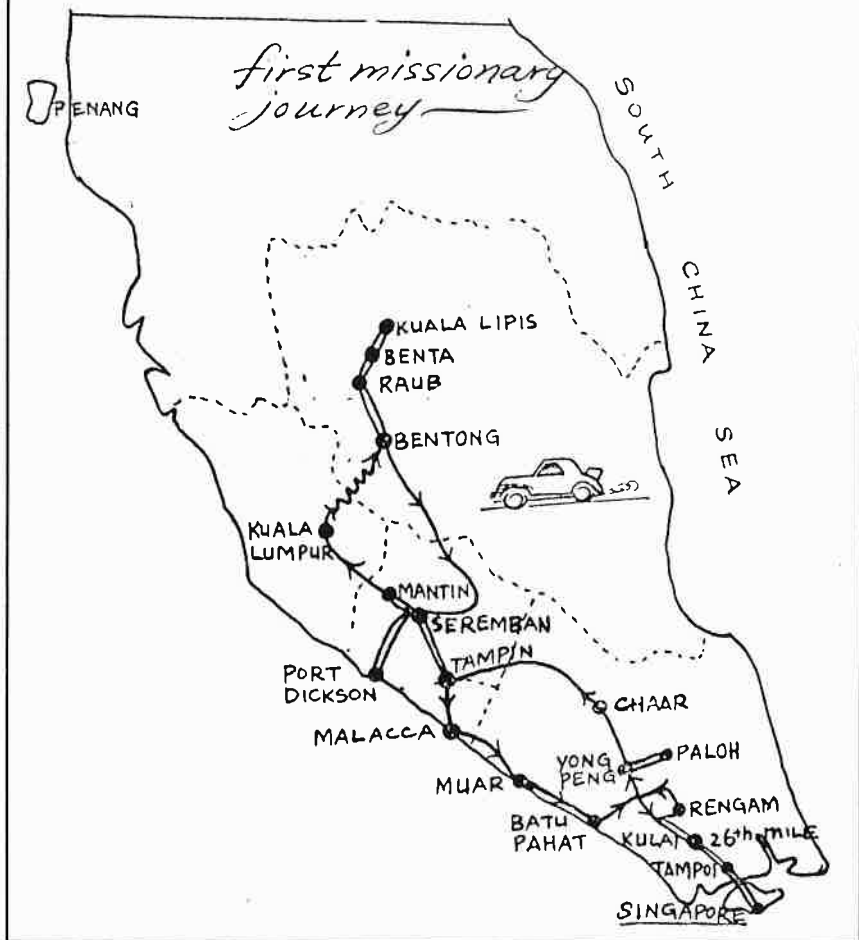 first missionary
journey
PENANG
SOUTH
CHINA
SEA
KUALA LIPIS
BENTA
RAUB
BENTONG
KUALA
LUMPUR
MANTIN
SEREMBAN
TAMPIN
PORT
DICKSON
CHAAR
MALACCA
YONG
PENG
PALOH
MUAR
RENGAM
BATU
PAHAT
KULAI
26th MILE
TAMPOI
SINGAPORE